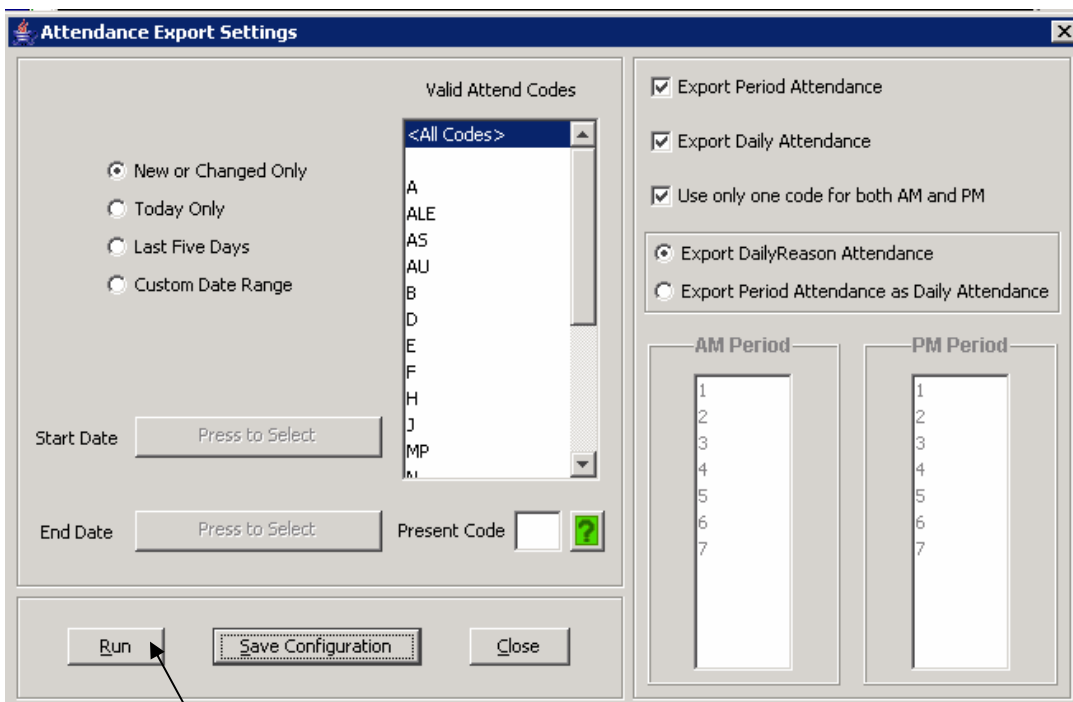 Attendance Export Settings
Valid Attend Codes
<All Codes>
A
ALE
AS
AU
B
D
E
F
H
J
MP
New or Changed Only
Today Only
Last Five Days
Custom Date Range
Start Date
Press to Select
End Date
Press to Select
Present Code
?
Run
Save Configuration
Close
Export Period Attendance
Export Daily Attendance
Use only one code for both AM and PM
Export DailyReason Attendance
Export Period Attendance as Daily Attendance
AM Period
1
2
3
4
5
6
7
PM Period
1
2
3
4
5
6
7